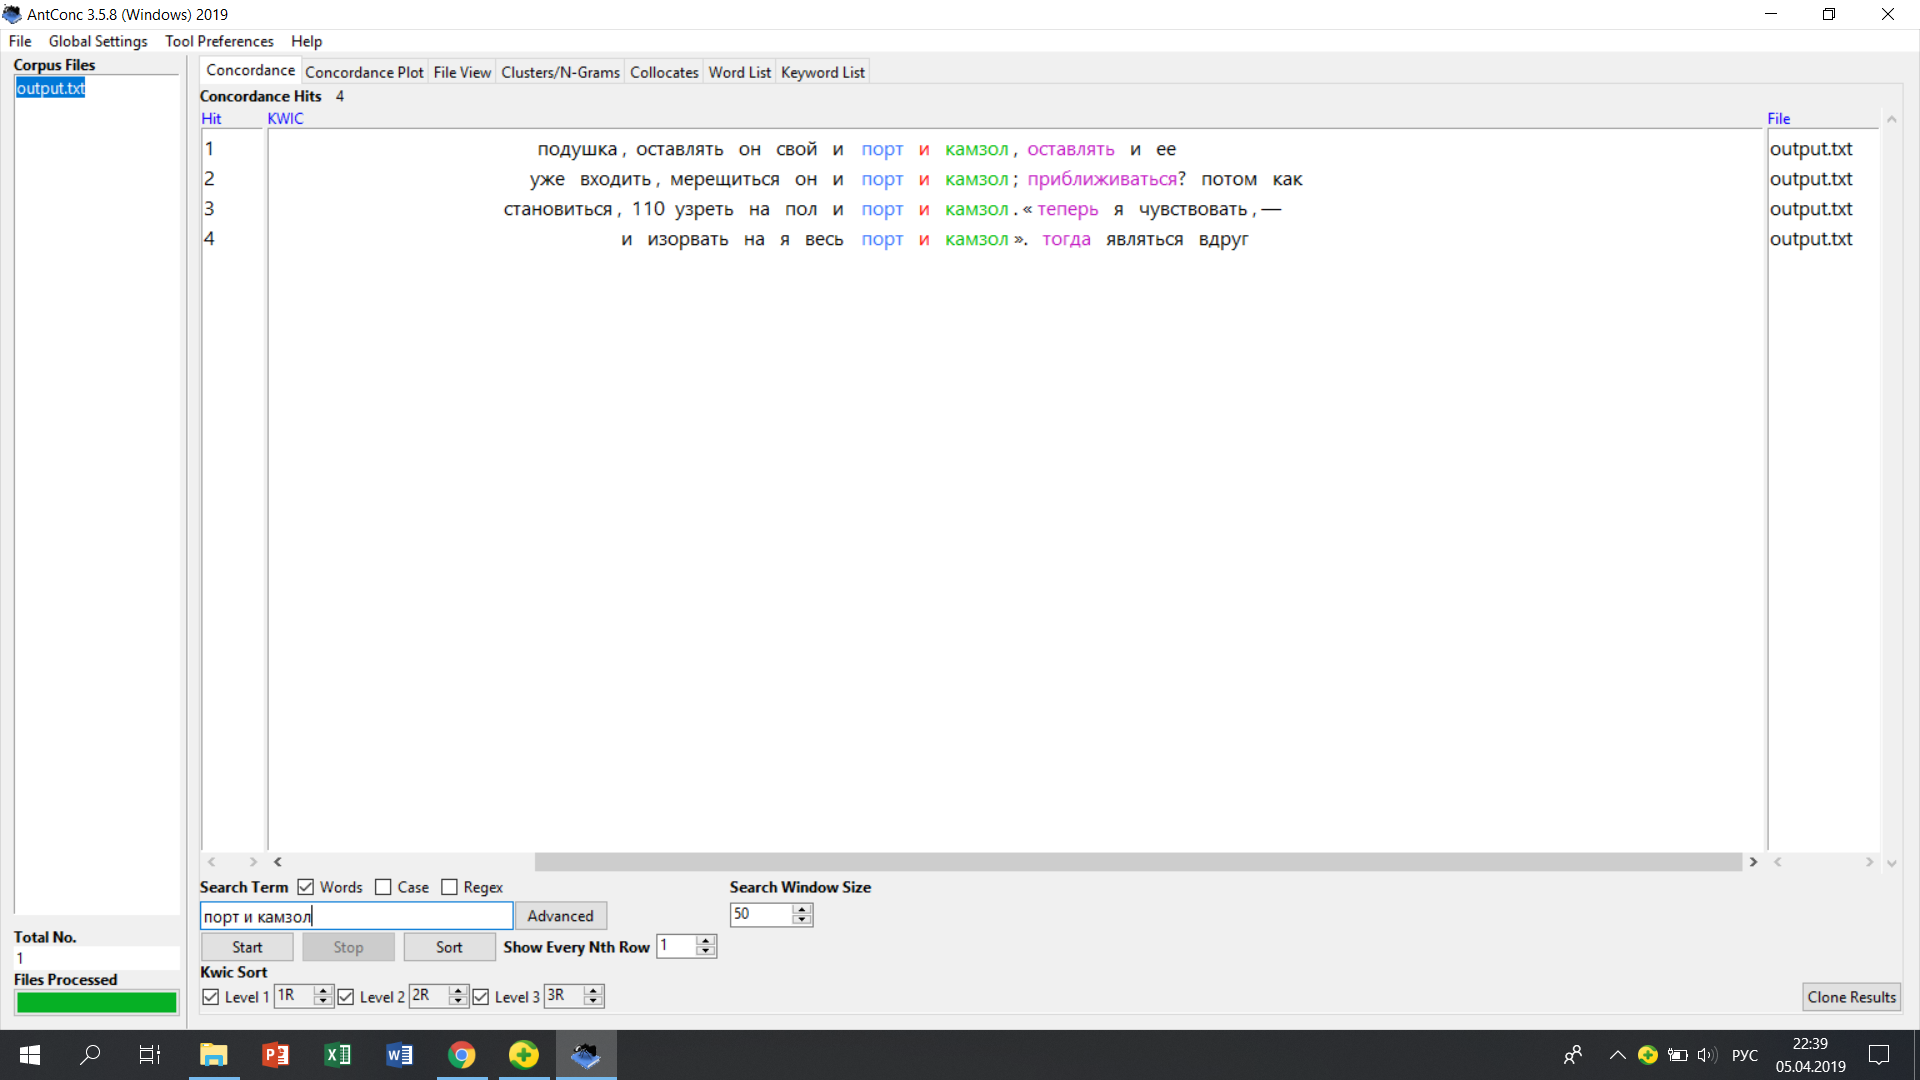 AntConc 3.5.8 (Windows) 2019
File Global Settings Tool Preferences Help
Corpus Files
output.txt
Concordance Concordance Plot File View Clusters/N-Grams Collocates Word List Keyword List
Concordance Hits 4
Hit KWIC File
1 подушка, оставлять он свой и порт и камзол, оставлять и ее output.txt
2 уже входить, мерещиться он и порт и камзол; приближиваться? потом как output.txt
3 становиться, 110 узреть на пол и порт и камзол. « теперь я чувствовать, — output.txt
4 и изорвать на я весь порт и камзол ». тогда являться вдруг output.txt
Search Term Words Case Regex Search Window Size
порт и камзол Advanced 50
Start Stop Sort Show Every Nth Row 1
Kwic Sort
Level 1 1R Level 2 2R Level 3 3R
Clone Results
Total No.
1
Files Processed
РУС 22:39
05.04.2019